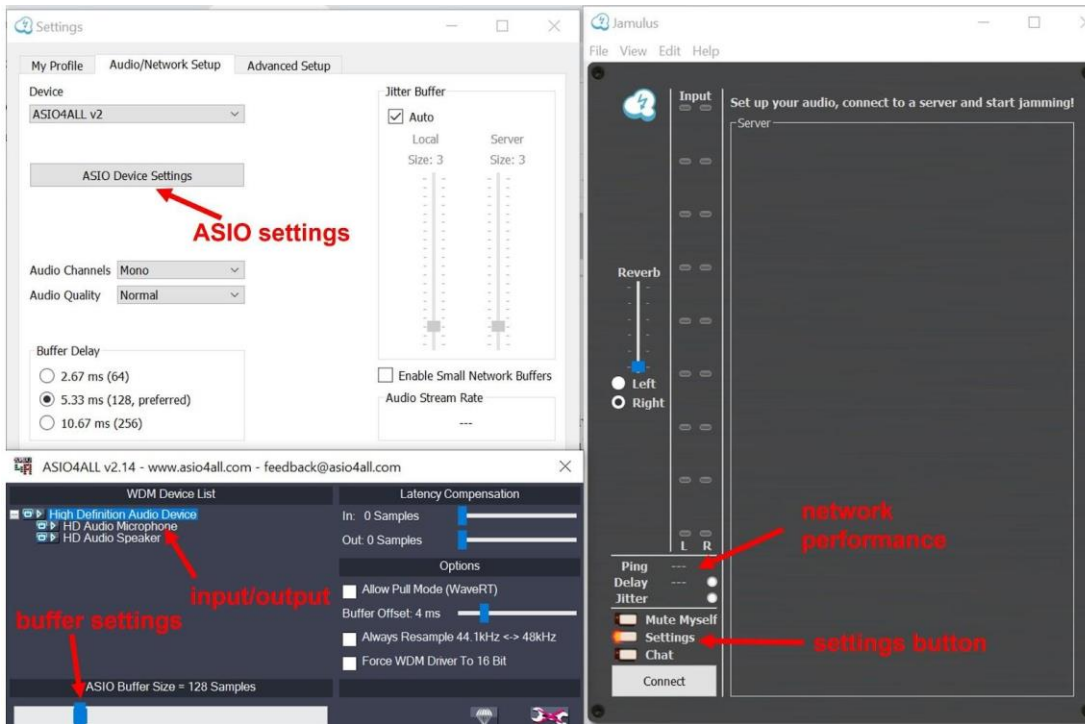 Settings
My Profile
Audio/Network Setup
Advanced Setup
Device
ASIO4ALL v2
ASIO Device Settings
ASIO settings
Audio Channels Mono
Audio Quality Normal
Buffer Delay
2.67 ms (64)
5.33 ms (128, preferred)
10.67 ms (256)
Jitter Buffer
Auto
Local Server
Size: 3 Size: 3
Enable Small Network Buffers
Audio Stream Rate
---
ASIO4ALL v2.14 - www.asio4all.com - feedback@asio4all.com
WDM Device List
High Definition Audio Device
HD Audio Microphone
HD Audio Speaker
input/output
buffer settings
ASIO Buffer Size = 128 Samples
Latency Compensation
In: 0 Samples
Out: 0 Samples
Options
Allow Pull Mode (WaveRT)
Buffer Offset: 4 ms
Always Resample 44.1kHz <-> 48kHz
Force WDM Driver To 16 Bit
Jamulus
File View Edit Help
Input
Set up your audio, connect to a server and start jamming!
Server
Reverb
Left
Right
L R
network
performance
Ping ---
Delay ---
Jitter
Mute Myself
Settings
settings button
Chat
Connect